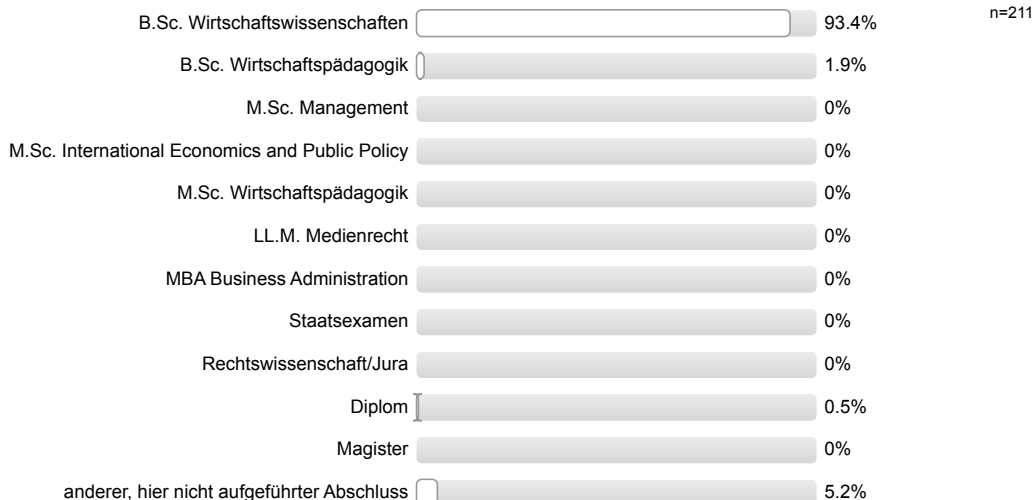 B.Sc. Wirtschaftswissenschaften 93.4% n=211
B.Sc. Wirtschaftspädagogik 1.9%
M.Sc. Management 0%
M.Sc. International Economics and Public Policy 0%
M.Sc. Wirtschaftspädagogik 0%
LL.M. Medienrecht 0%
MBA Business Administration 0%
Staatsexamen 0%
Rechtswissenschaft/Jura 0%
Diplom 0.5%
Magister 0%
anderer, hier nicht aufgeführter Abschluss 5.2%